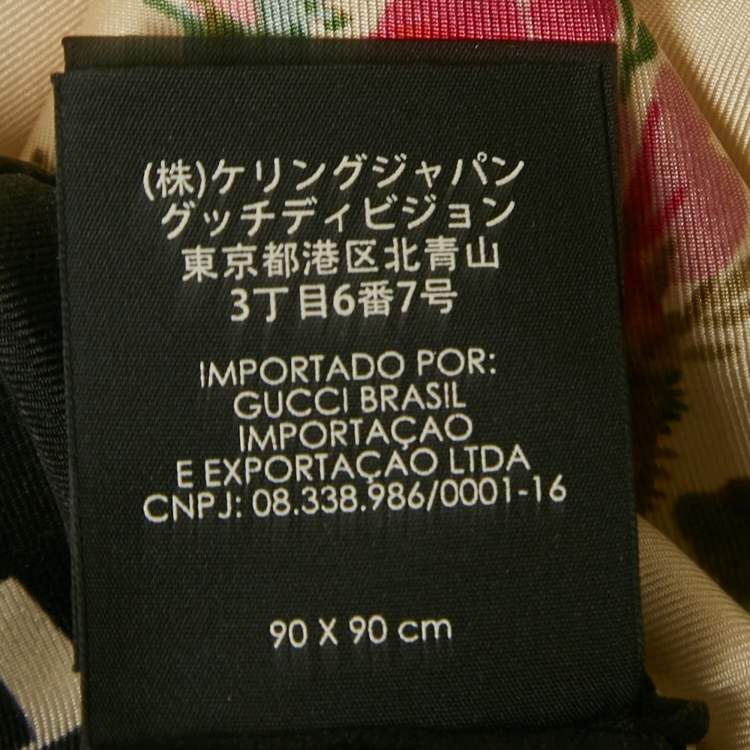 (株)ケリングジャパン
グッチディビジョン
東京都港区北青山
3丁目6番7号
IMPORTADO POR:
GUCCI BRASIL
IMPORTAÇAO
E EXPORTAÇAO LTDA
CNPJ: 08.338.986/0001-16
90 X 90 cm